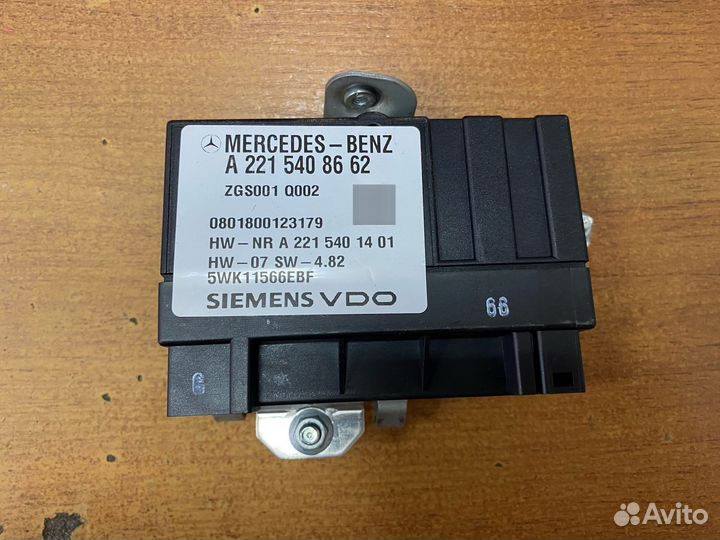 MERCEDES-BENZ
A 221 540 86 62
ZGS001 Q002
0801800123179
HW-NR A 221 540 14 01
HW-07 SW-4.82
5WK11566EBF
SIEMENS VDO
66
Avito